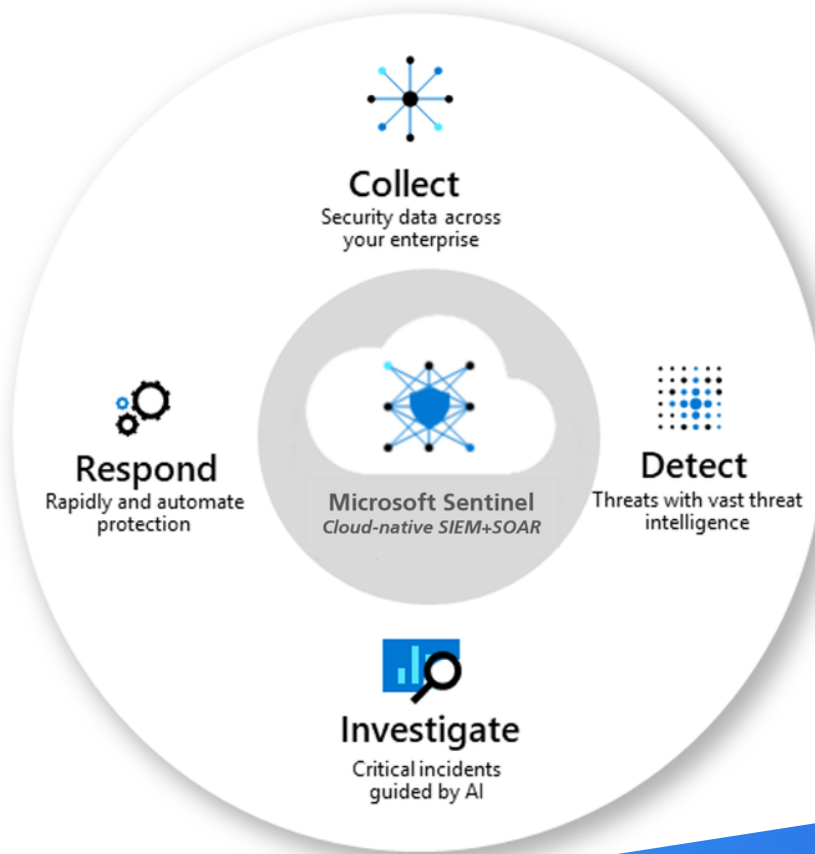 Collect
Security data across
your enterprise
Respond
Rapidly and automate
protection
Microsoft Sentinel
Cloud-native SIEM+SOAR
Detect
Threats with vast threat
intelligence
Investigate
Critical incidents
guided by AI